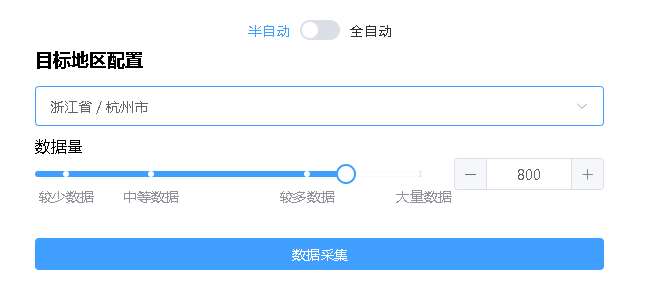 半自动 全自动
目标地区配置
浙江省 / 杭州市
数据量
800
较少数据 中等数据 较多数据 大量数据
数据采集